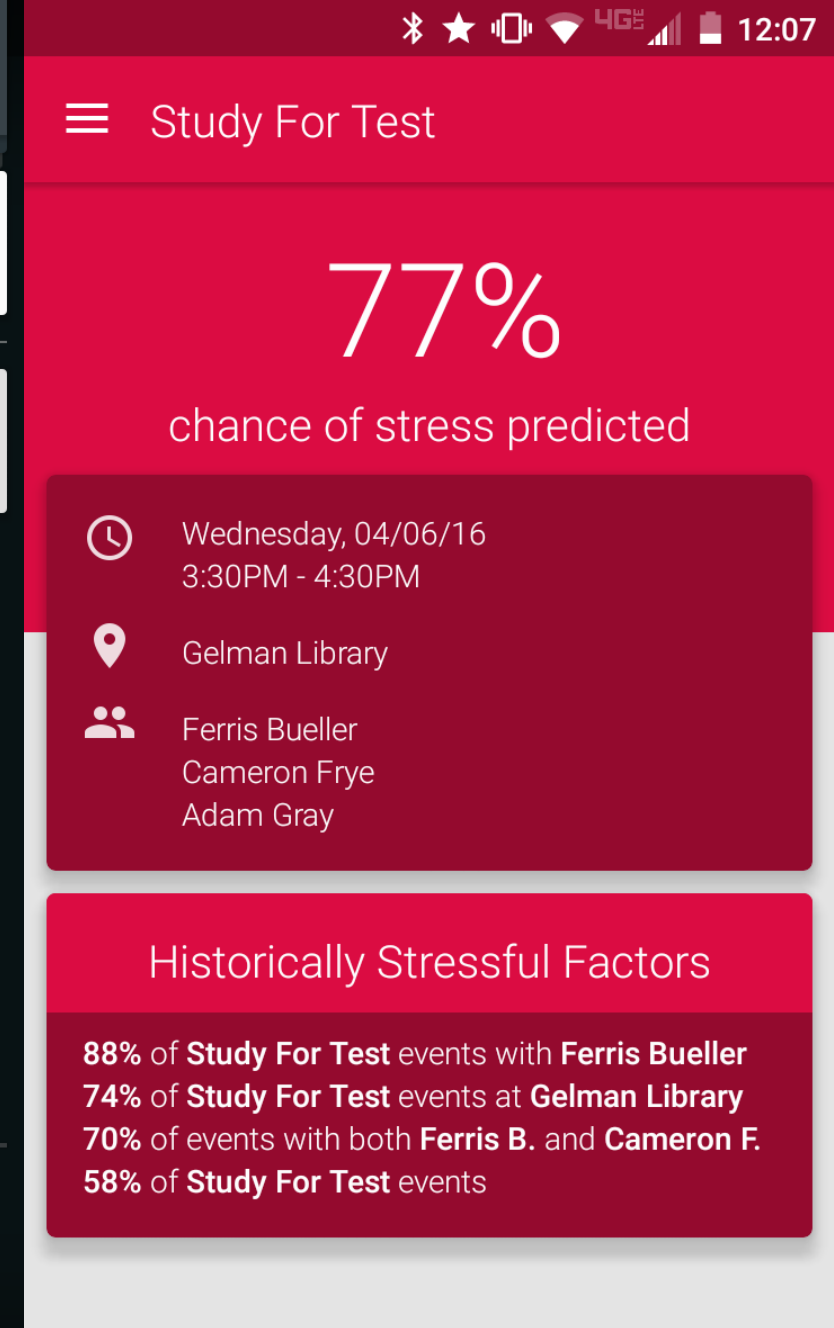 4G LTE 12:07
Study For Test
77%
chance of stress predicted
Wednesday, 04/06/16
3:30PM - 4:30PM
Gelman Library
Ferris Bueller
Cameron Frye
Adam Gray
Historically Stressful Factors
88% of Study For Test events with Ferris Bueller
74% of Study For Test events at Gelman Library
70% of events with both Ferris B. and Cameron F.
58% of Study For Test events